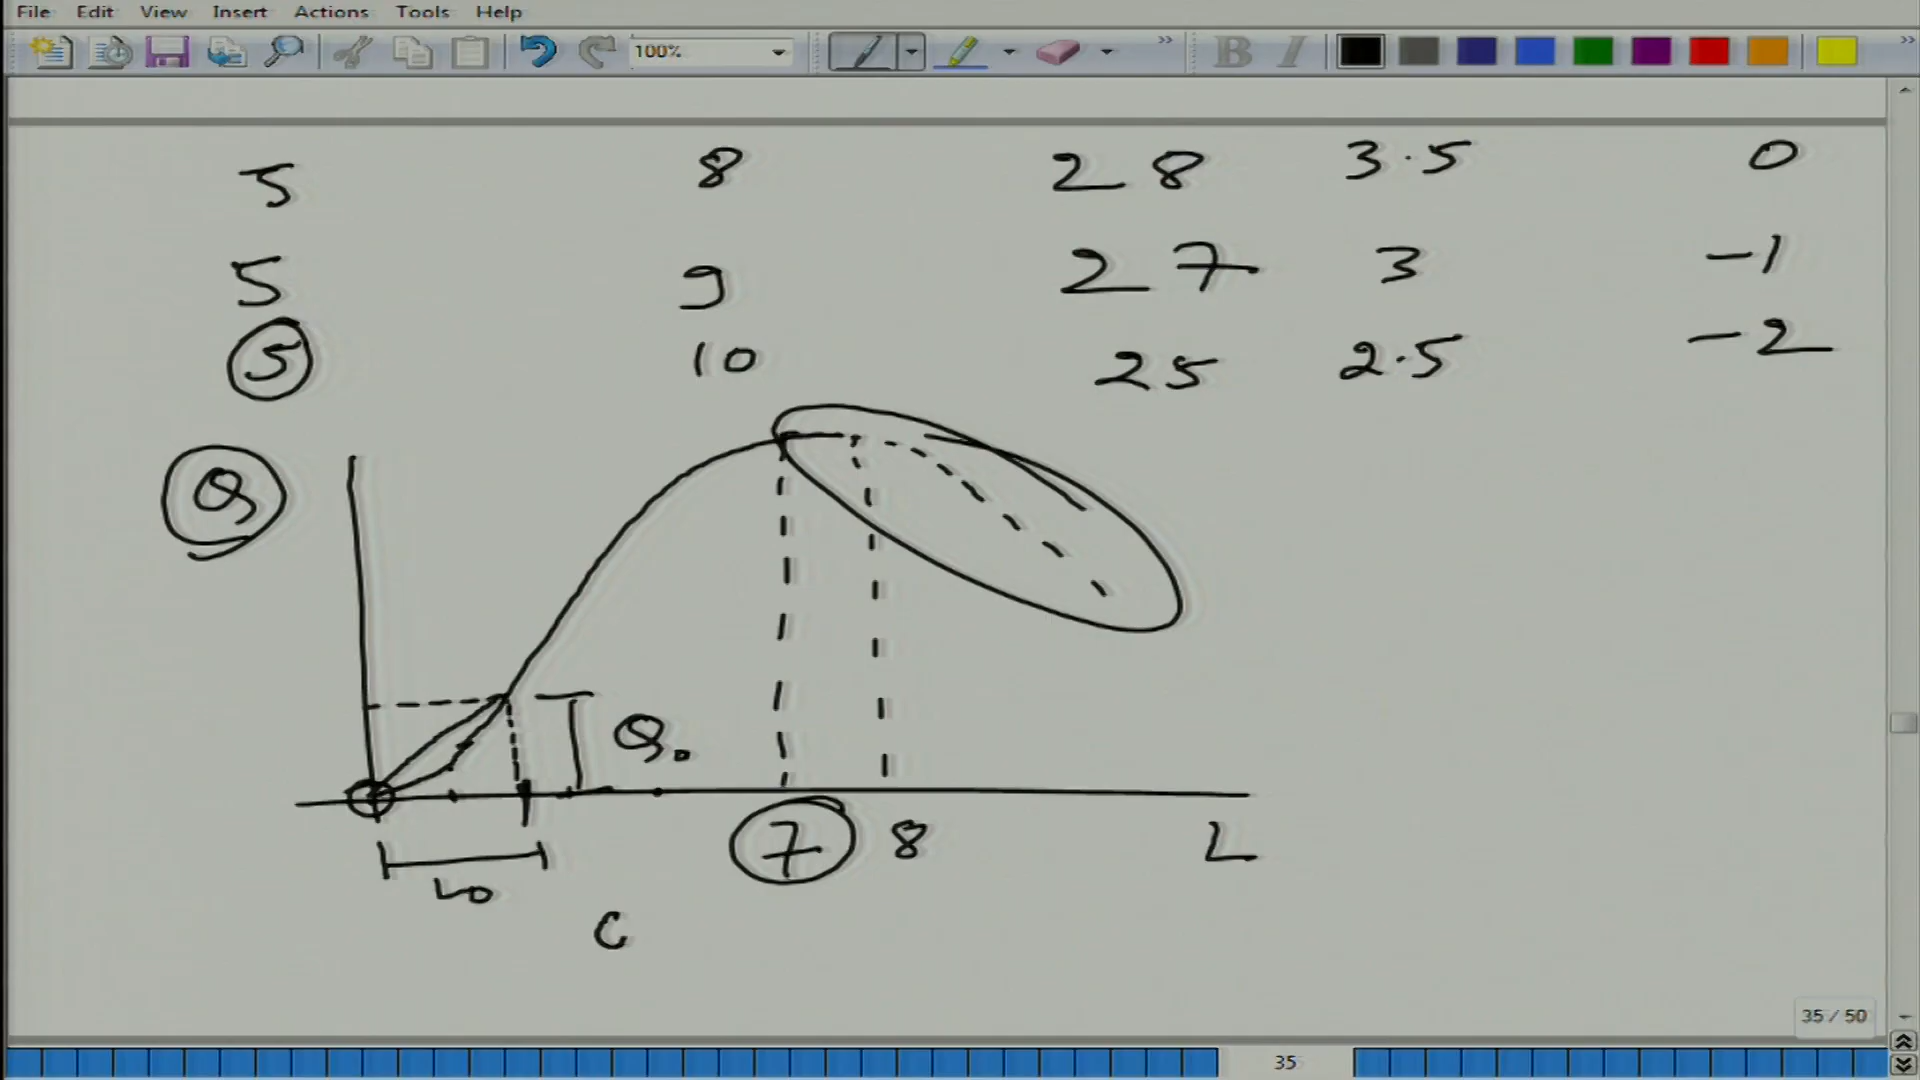 File Edit View Insert Actions Tools Help
100%
B I
5 8 28 3.5 0
5 9 27 3 -1
5 10 25 2.5 -2
Q
Q0
7 8 L
L0
C
35 / 50
35